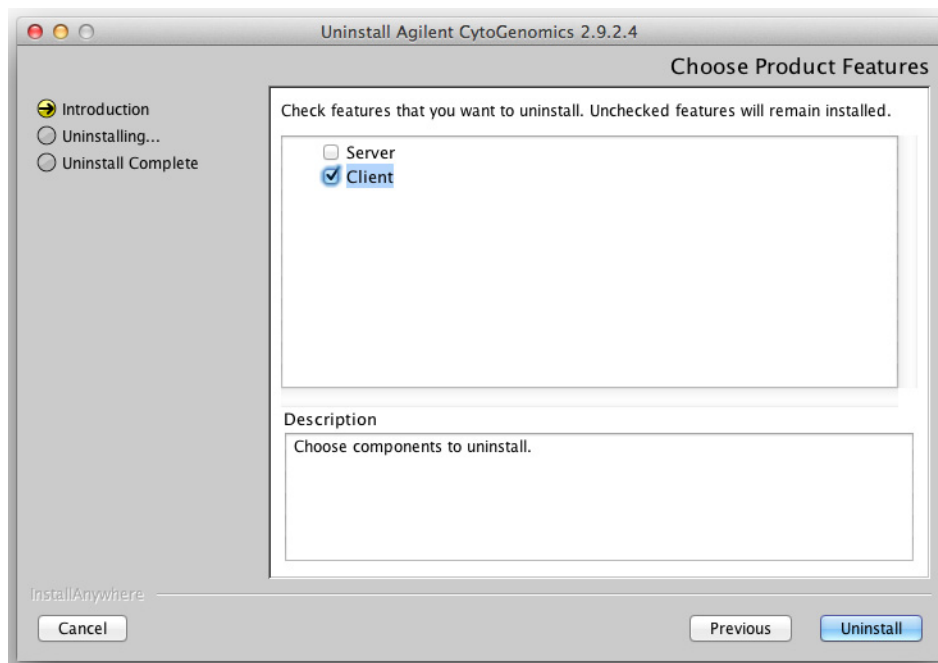 Uninstall Agilent CytoGenomics 2.9.2.4
Choose Product Features
Introduction
Uninstalling...
Uninstall Complete
Check features that you want to uninstall. Unchecked features will remain installed.
Server
Client
Description
Choose components to uninstall.
InstallAnywhere
Cancel
Previous
Uninstall